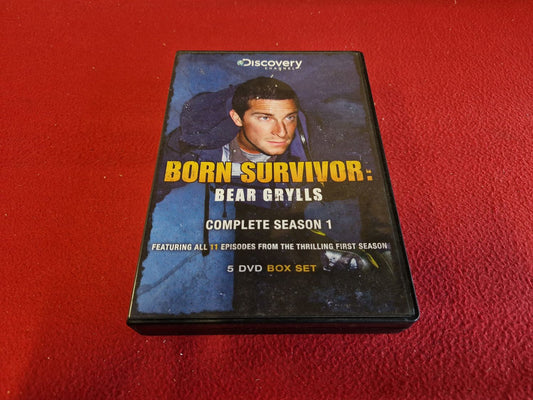 Discovery
CHANNEL
BORN SURVIVOR:
BEAR GRYLLS
COMPLETE SEASON 1
FEATURING ALL 11 EPISODES FROM THE THRILLING FIRST SEASON
5 DVD BOX SET